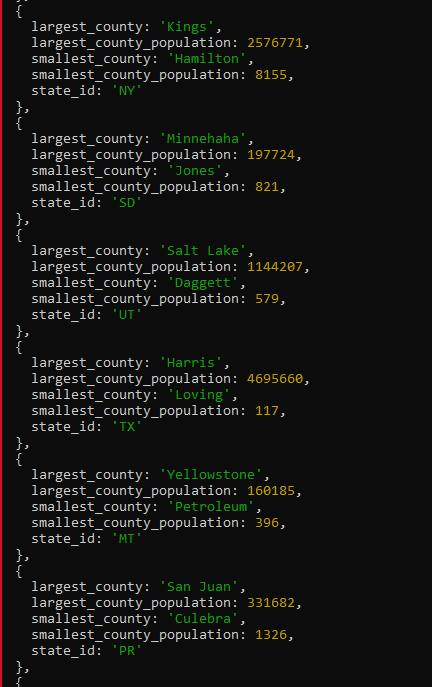 },
{
largest_county: 'Kings',
largest_county_population: 2576771,
smallest_county: 'Hamilton',
smallest_county_population: 8155,
state_id: 'NY'
},
{
largest_county: 'Minnehaha',
largest_county_population: 197724,
smallest_county: 'Jones',
smallest_county_population: 821,
state_id: 'SD'
},
{
largest_county: 'Salt Lake',
largest_county_population: 1144207,
smallest_county: 'Daggett',
smallest_county_population: 579,
state_id: 'UT'
},
{
largest_county: 'Harris',
largest_county_population: 4695660,
smallest_county: 'Loving',
smallest_county_population: 117,
state_id: 'TX'
},
{
largest_county: 'Yellowstone',
largest_county_population: 160185,
smallest_county: 'Petroleum',
smallest_county_population: 396,
state_id: 'MT'
},
{
largest_county: 'San Juan',
largest_county_population: 331682,
smallest_county: 'Culebra',
smallest_county_population: 1326,
state_id: 'PR'
},
{